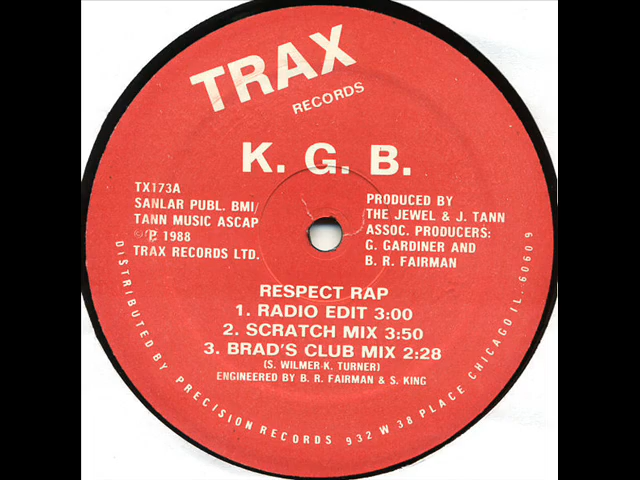 TRAX
RECORDS
K. G. B.
TX173A
SANLAR PUBL. BMI/
TANN MUSIC ASCAP
℗ 1988
TRAX RECORDS LTD.
PRODUCED BY
THE JEWEL & J. TANN
ASSOC. PRODUCERS:
G. GARDINER AND
B. R. FAIRMAN
RESPECT RAP
1. RADIO EDIT 3:00
2. SCRATCH MIX 3:50
3. BRAD'S CLUB MIX 2:28
(S. WILMER-K. TURNER)
ENGINEERED BY B. R. FAIRMAN & S. KING
DISTRIBUTED BY PRECISION RECORDS 932 W 38 PLACE CHICAGO IL. 60609